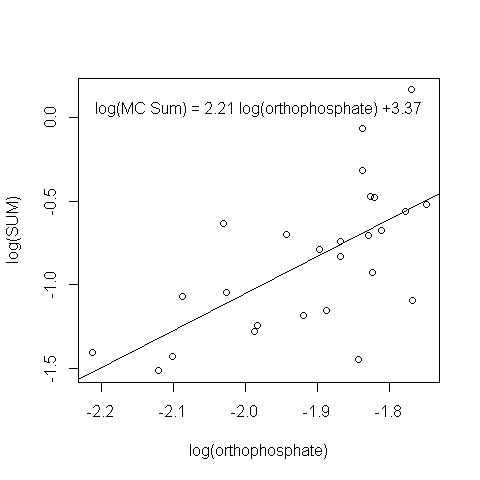 log(MC Sum) = 2.21 log(orthophosphate) +3.37
log(SUM)
0.0
-0.5
-1.0
-1.5
-2.2 -2.1 -2.0 -1.9 -1.8
log(orthophosphate)